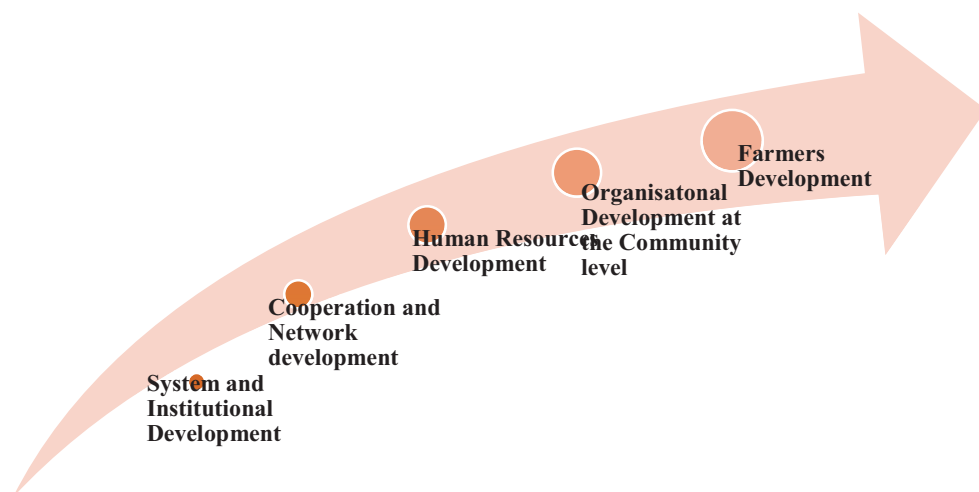 System and
Institutional
Development
Cooperation and
Network
development
Human Resources
Development
Organisatonal
Development at
the Community
level
Farmers
Development